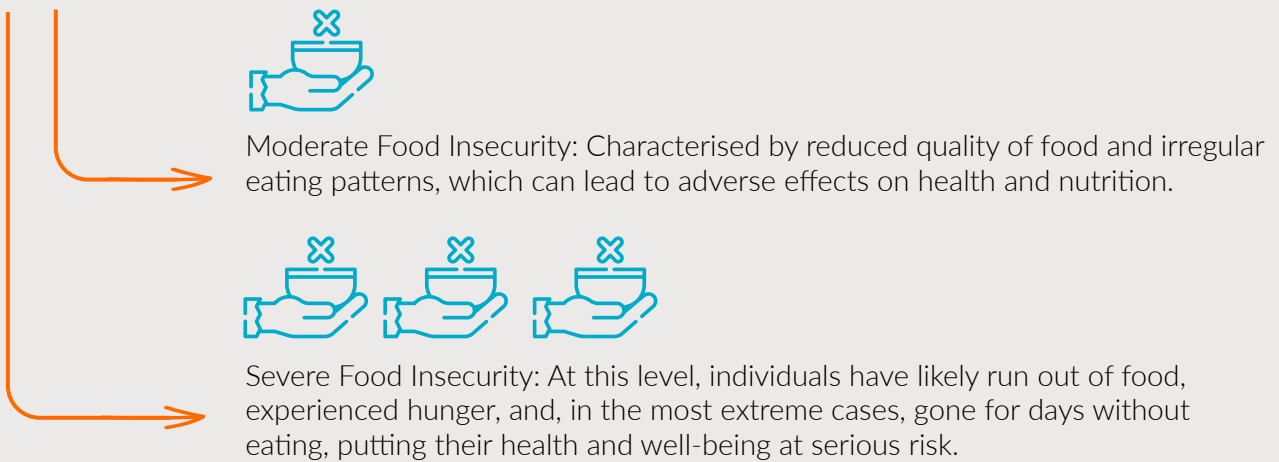 Moderate Food Insecurity: Characterised by reduced quality of food and irregular
eating patterns, which can lead to adverse effects on health and nutrition.
Severe Food Insecurity: At this level, individuals have likely run out of food,
experienced hunger, and, in the most extreme cases, gone for days without
eating, putting their health and well-being at serious risk.